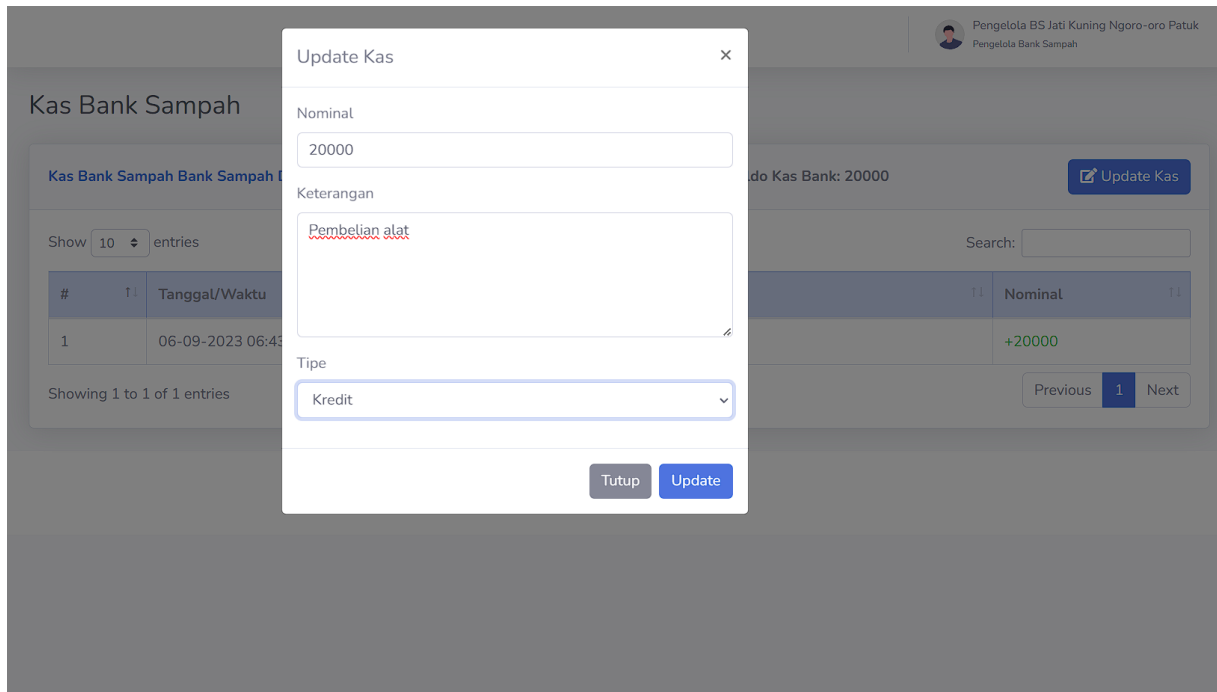 Pengelola BS Jati Kuning Ngoro-oro Patuk
Pengelola Bank Sampah
Update Kas
×
Kas Bank Sampah
Nominal
20000
Kas Bank Sampah Bank Sampah
Kas Bank: 20000
Update Kas
Keterangan
Pembelian alat
Show 10 entries
Search:
# Tanggal/Waktu Nominal
1 06-09-2023 06:43 +20000
Tipe
Kredit
Showing 1 to 1 of 1 entries
Previous 1 Next
Tutup Update